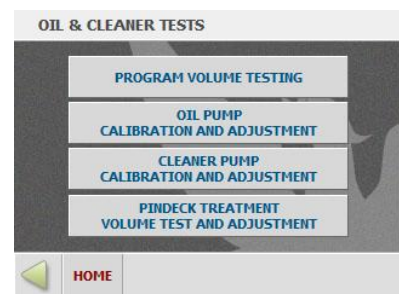 OIL & CLEANER TESTS
PROGRAM VOLUME TESTING
OIL PUMP
CALIBRATION AND ADJUSTMENT
CLEANER PUMP
CALIBRATION AND ADJUSTMENT
PINDECK TREATMENT
VOLUME TEST AND ADJUSTMENT
HOME